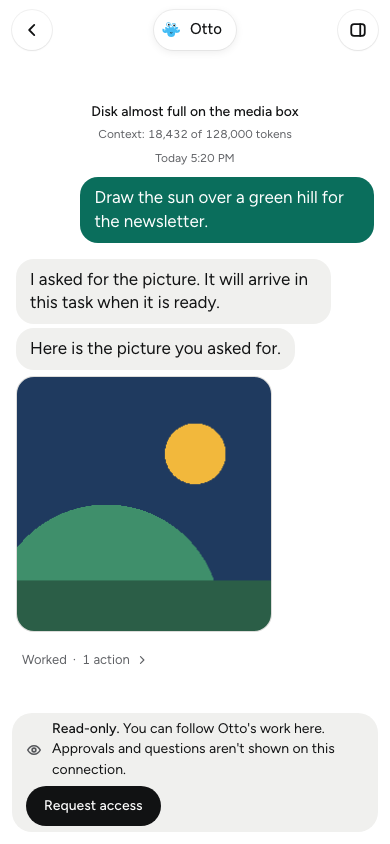 Otto
Disk almost full on the media box
Context: 18,432 of 128,000 tokens
Today 5:20 PM
Draw the sun over a green hill for
the newsletter.
I asked for the picture. It will arrive in
this task when it is ready.
Here is the picture you asked for.
Worked · 1 action
Read-only. You can follow Otto's work here.
Approvals and questions aren't shown on this
connection.
Request access